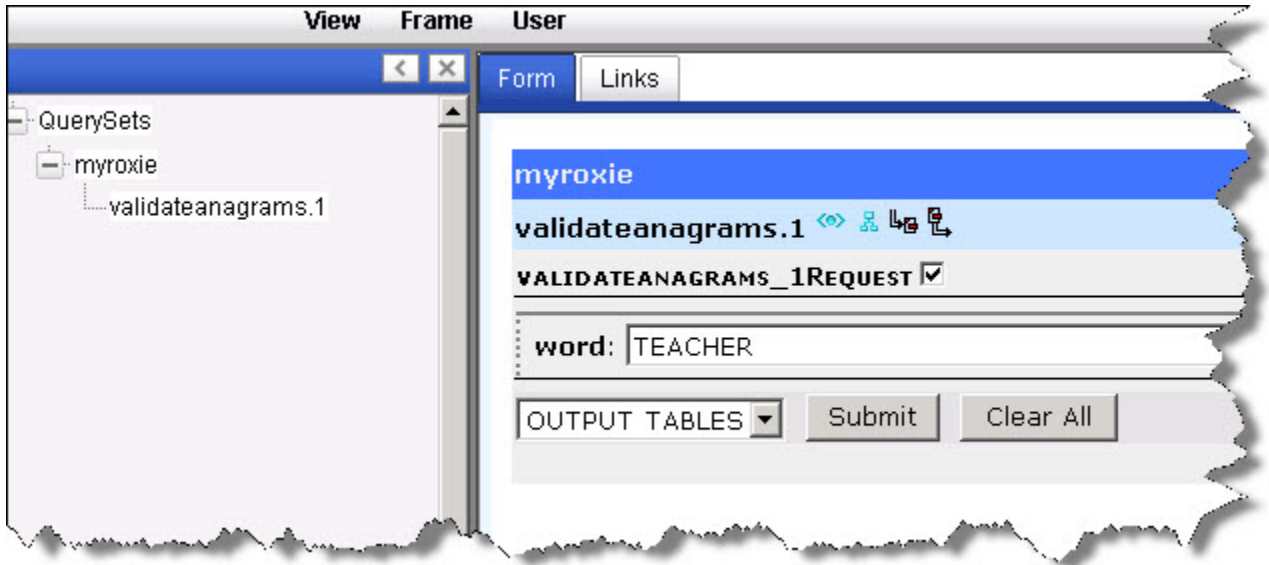 View Frame User
QuerySets
myroxie
validateanagrams.1
Form Links
myroxie
validateanagrams.1
VALIDATEANAGRAMS_1REQUEST
word: TEACHER
OUTPUT TABLES Submit Clear All